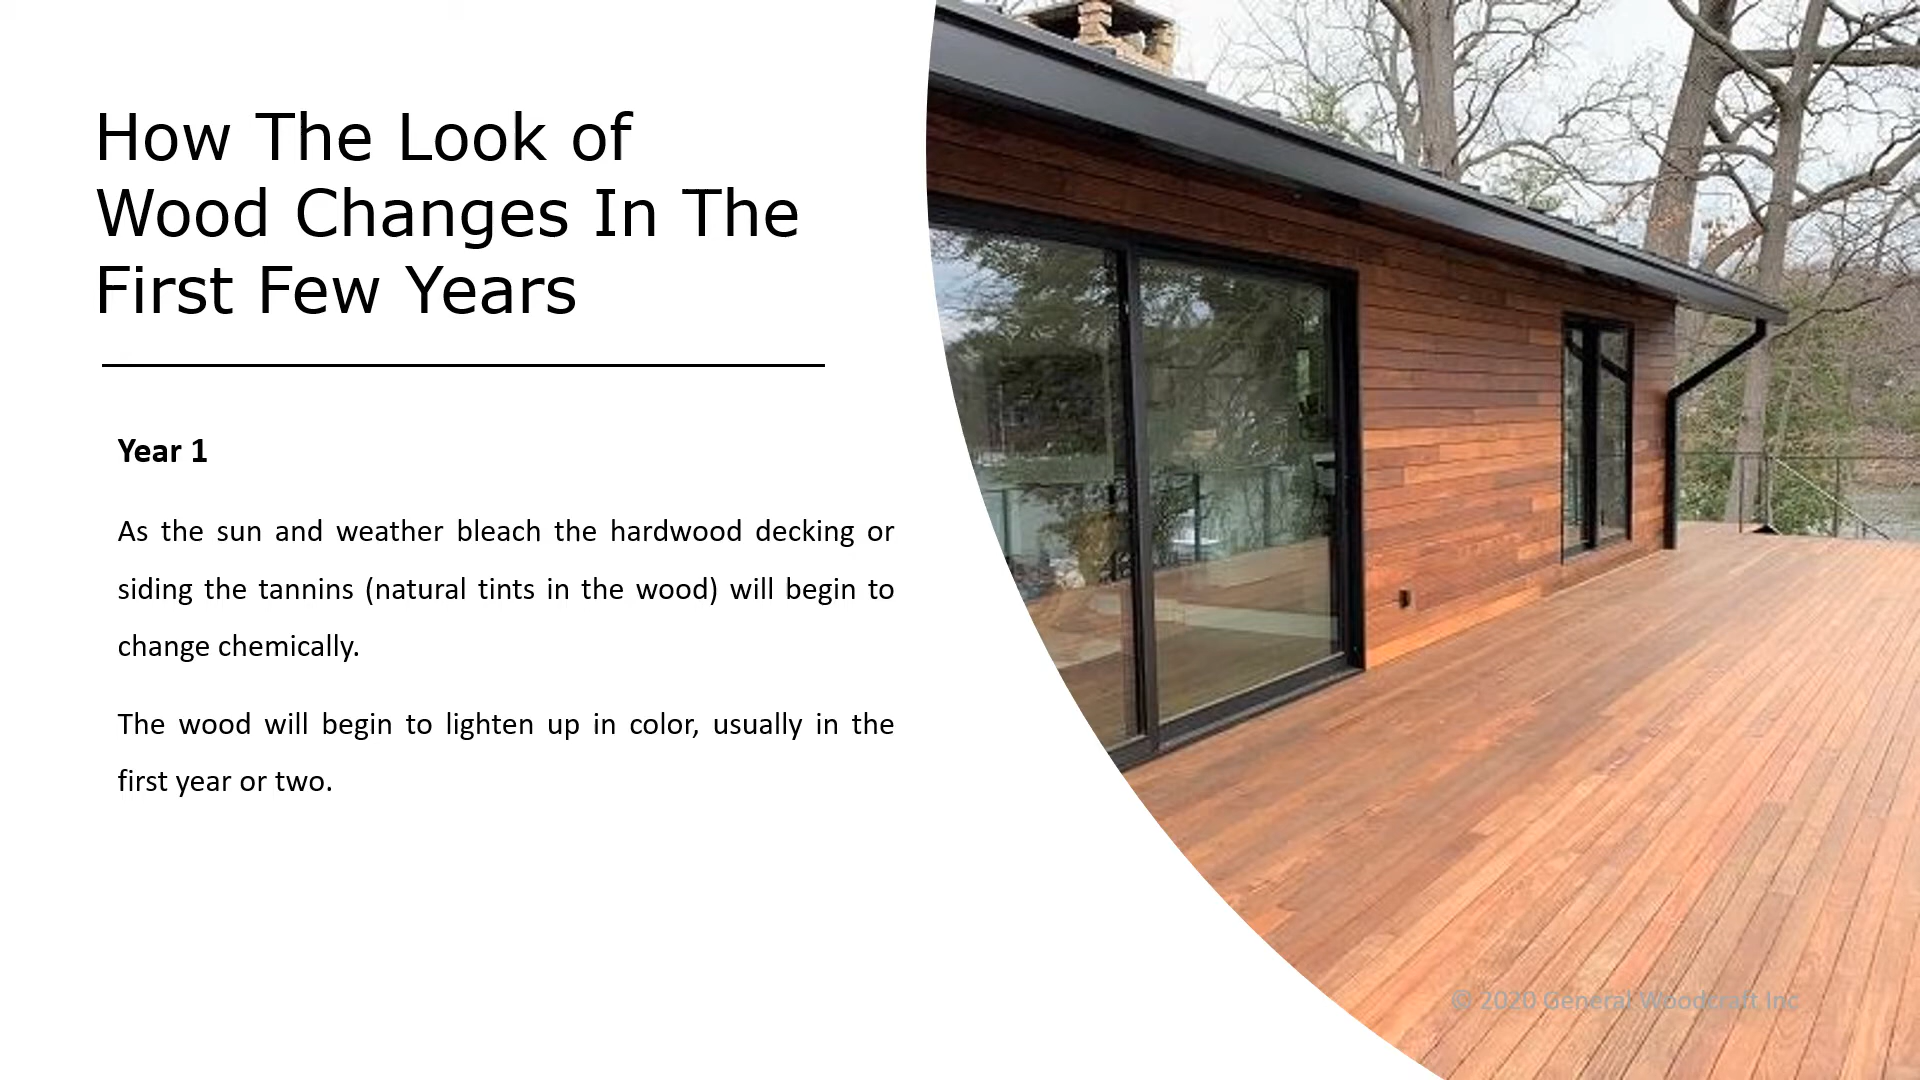 How The Look of
Wood Changes In The
First Few Years
Year 1
As the sun and weather bleach the hardwood decking or
siding the tannins (natural tints in the wood) will begin to
change chemically.
The wood will begin to lighten up in color, usually in the
first year or two.
© 2020 General Woodcraft Inc